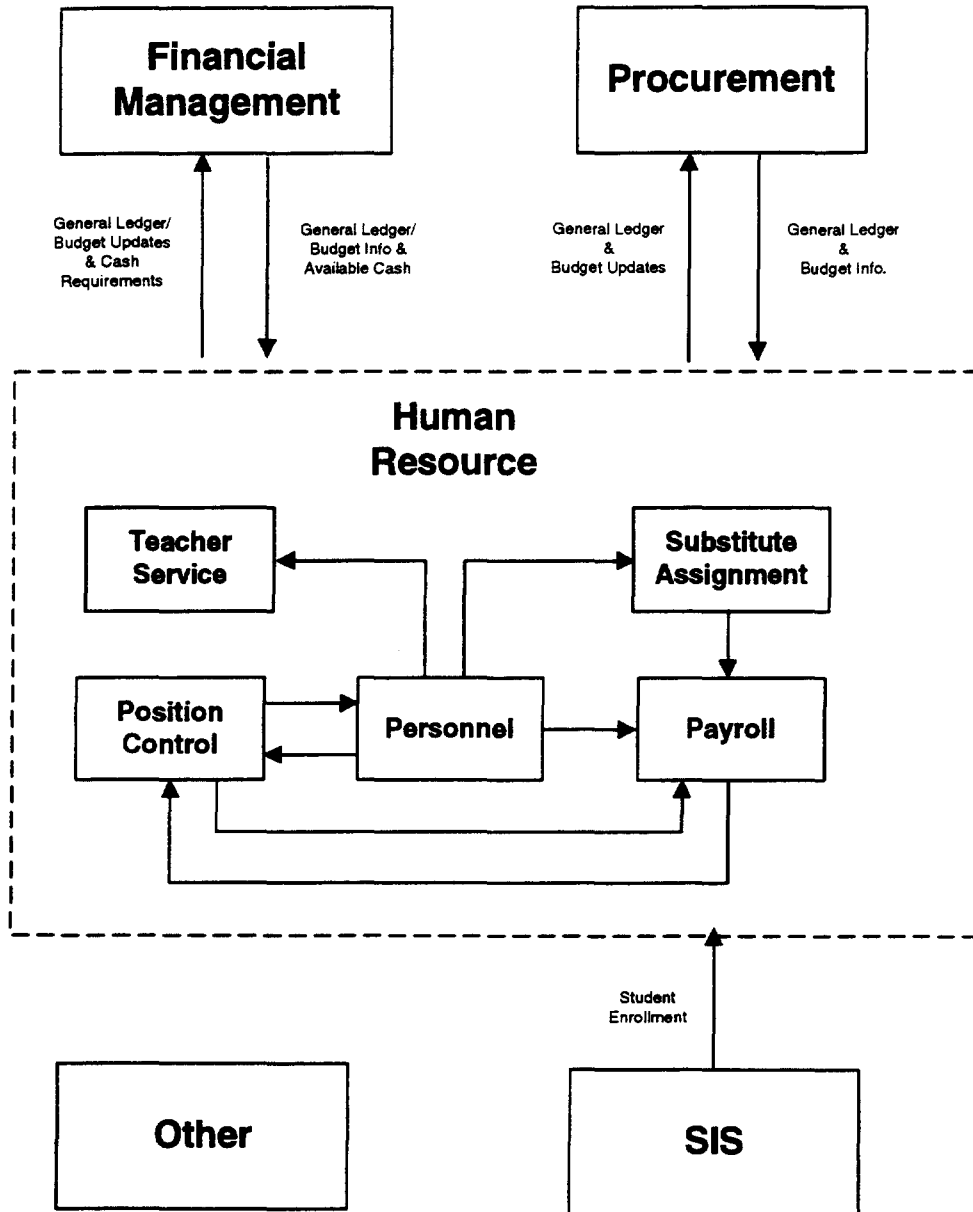 Financial
Management
Procurement
General Ledger/
Budget Updates
& Cash
Requirements
General Ledger/
Budget Info &
Available Cash
General Ledger
&
Budget Updates
General Ledger
&
Budget Info.
Human
Resource
Teacher
Service
Substitute
Assignment
Position
Control
Personnel
Payroll
Student
Enrollment
Other
SIS